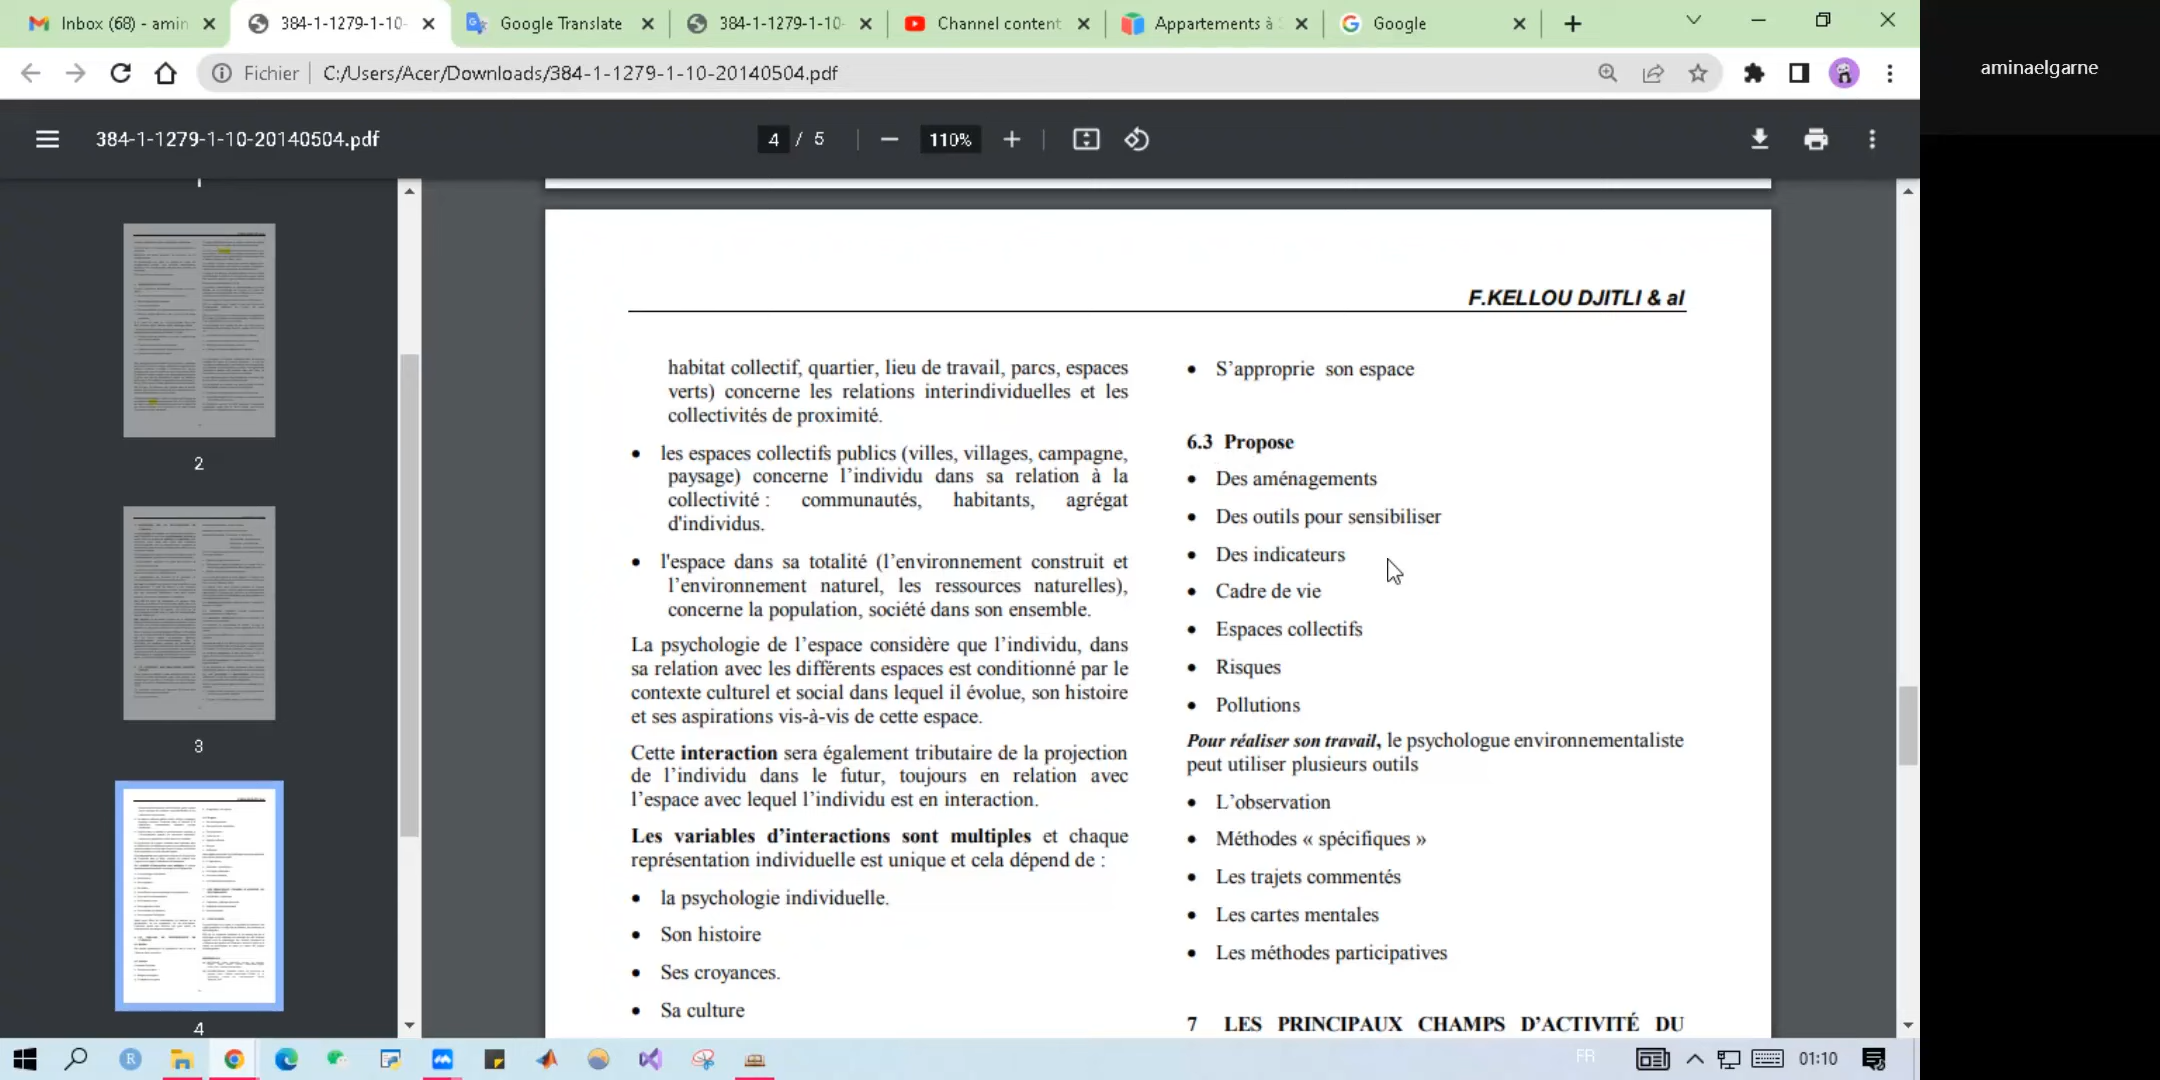 Inbox (68) - amin
384-1-1279-1-10-
Google Translate
384-1-1279-1-10-
Channel content
Appartements à
Google
Fichier
C:/Users/Acer/Downloads/384-1-1279-1-10-20140504.pdf
aminaelgarne
384-1-1279-1-10-20140504.pdf
4 / 5
110%
1
2
3
4
F.KELLOU DJITLI & al
habitat collectif, quartier, lieu de travail, parcs, espaces
verts) concerne les relations interindividuelles et les
collectivités de proximité.
• les espaces collectifs publics (villes, villages, campagne,
paysage) concerne l’individu dans sa relation à la
collectivité : communautés, habitants, agrégat
d'individus.
• l'espace dans sa totalité (l’environnement construit et
l’environnement naturel, les ressources naturelles),
concerne la population, société dans son ensemble.
La psychologie de l’espace considère que l’individu, dans
sa relation avec les différents espaces est conditionné par le
contexte culturel et social dans lequel il évolue, son histoire
et ses aspirations vis-à-vis de cette espace.
Cette interaction sera également tributaire de la projection
de l’individu dans le futur, toujours en relation avec
l’espace avec lequel l’individu est en interaction.
Les variables d’interactions sont multiples et chaque
représentation individuelle est unique et cela dépend de :
• la psychologie individuelle.
• Son histoire
• Ses croyances.
• Sa culture
• S’approprie son espace
6.3 Propose
• Des aménagements
• Des outils pour sensibiliser
• Des indicateurs
• Cadre de vie
• Espaces collectifs
• Risques
• Pollutions
Pour réaliser son travail, le psychologue environnementaliste
peut utiliser plusieurs outils
• L’observation
• Méthodes « spécifiques »
• Les trajets commentés
• Les cartes mentales
• Les méthodes participatives
7 LES PRINCIPAUX CHAMPS D’ACTIVITÉ DU
FR
01:10